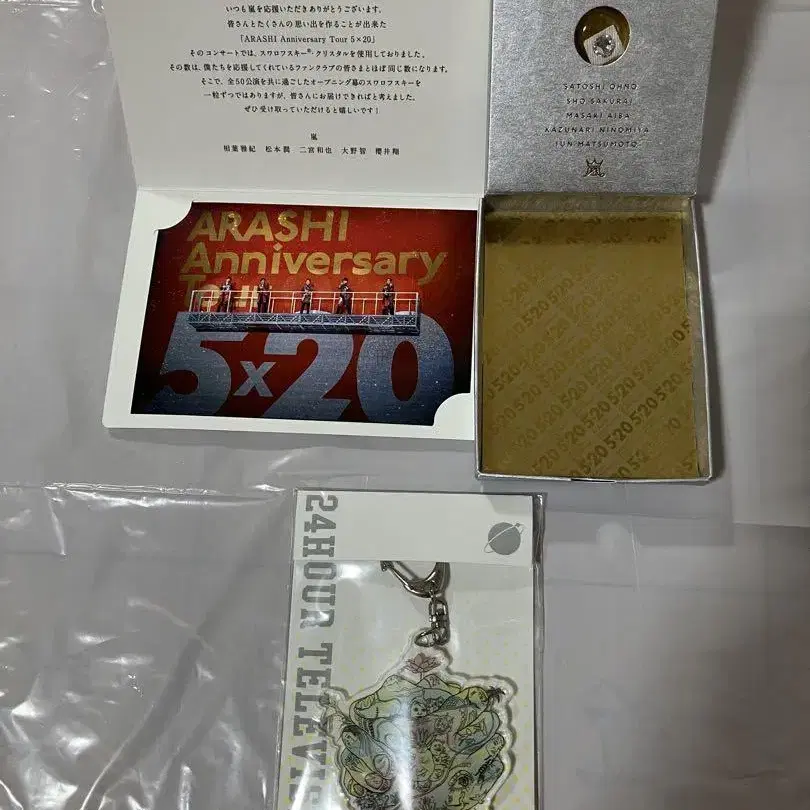 いつも嵐を応援いただきありがとうございます。
皆さんとたくさんの思い出を作ることが出来た
「ARASHI Anniversary Tour 5×20」
そのコンサートでは、スワロフスキー®・クリスタルを使用しておりました。
その数は、僕たちを応援してくれているファンクラブの皆さまとほぼ同じ数になります。
そこで、全50公演を共に過ごしたオープニング幕のスワロフスキーを
一粒ずつではありますが、皆さんにお届けできればと考えました。
ぜひ受け取っていただけると嬉しいです！
嵐
相葉雅紀 松本潤 二宮和也 大野智 櫻井翔
SATOSHI OHNO
SHO SAKURAI
MASAKI AIBA
KAZUNARI NINOMIYA
JUN MATSUMOTO
嵐
ARASHI
Anniversary
Tour
5x20
5×20 5×20 5×20 5×20
24HOUR TELEVIS